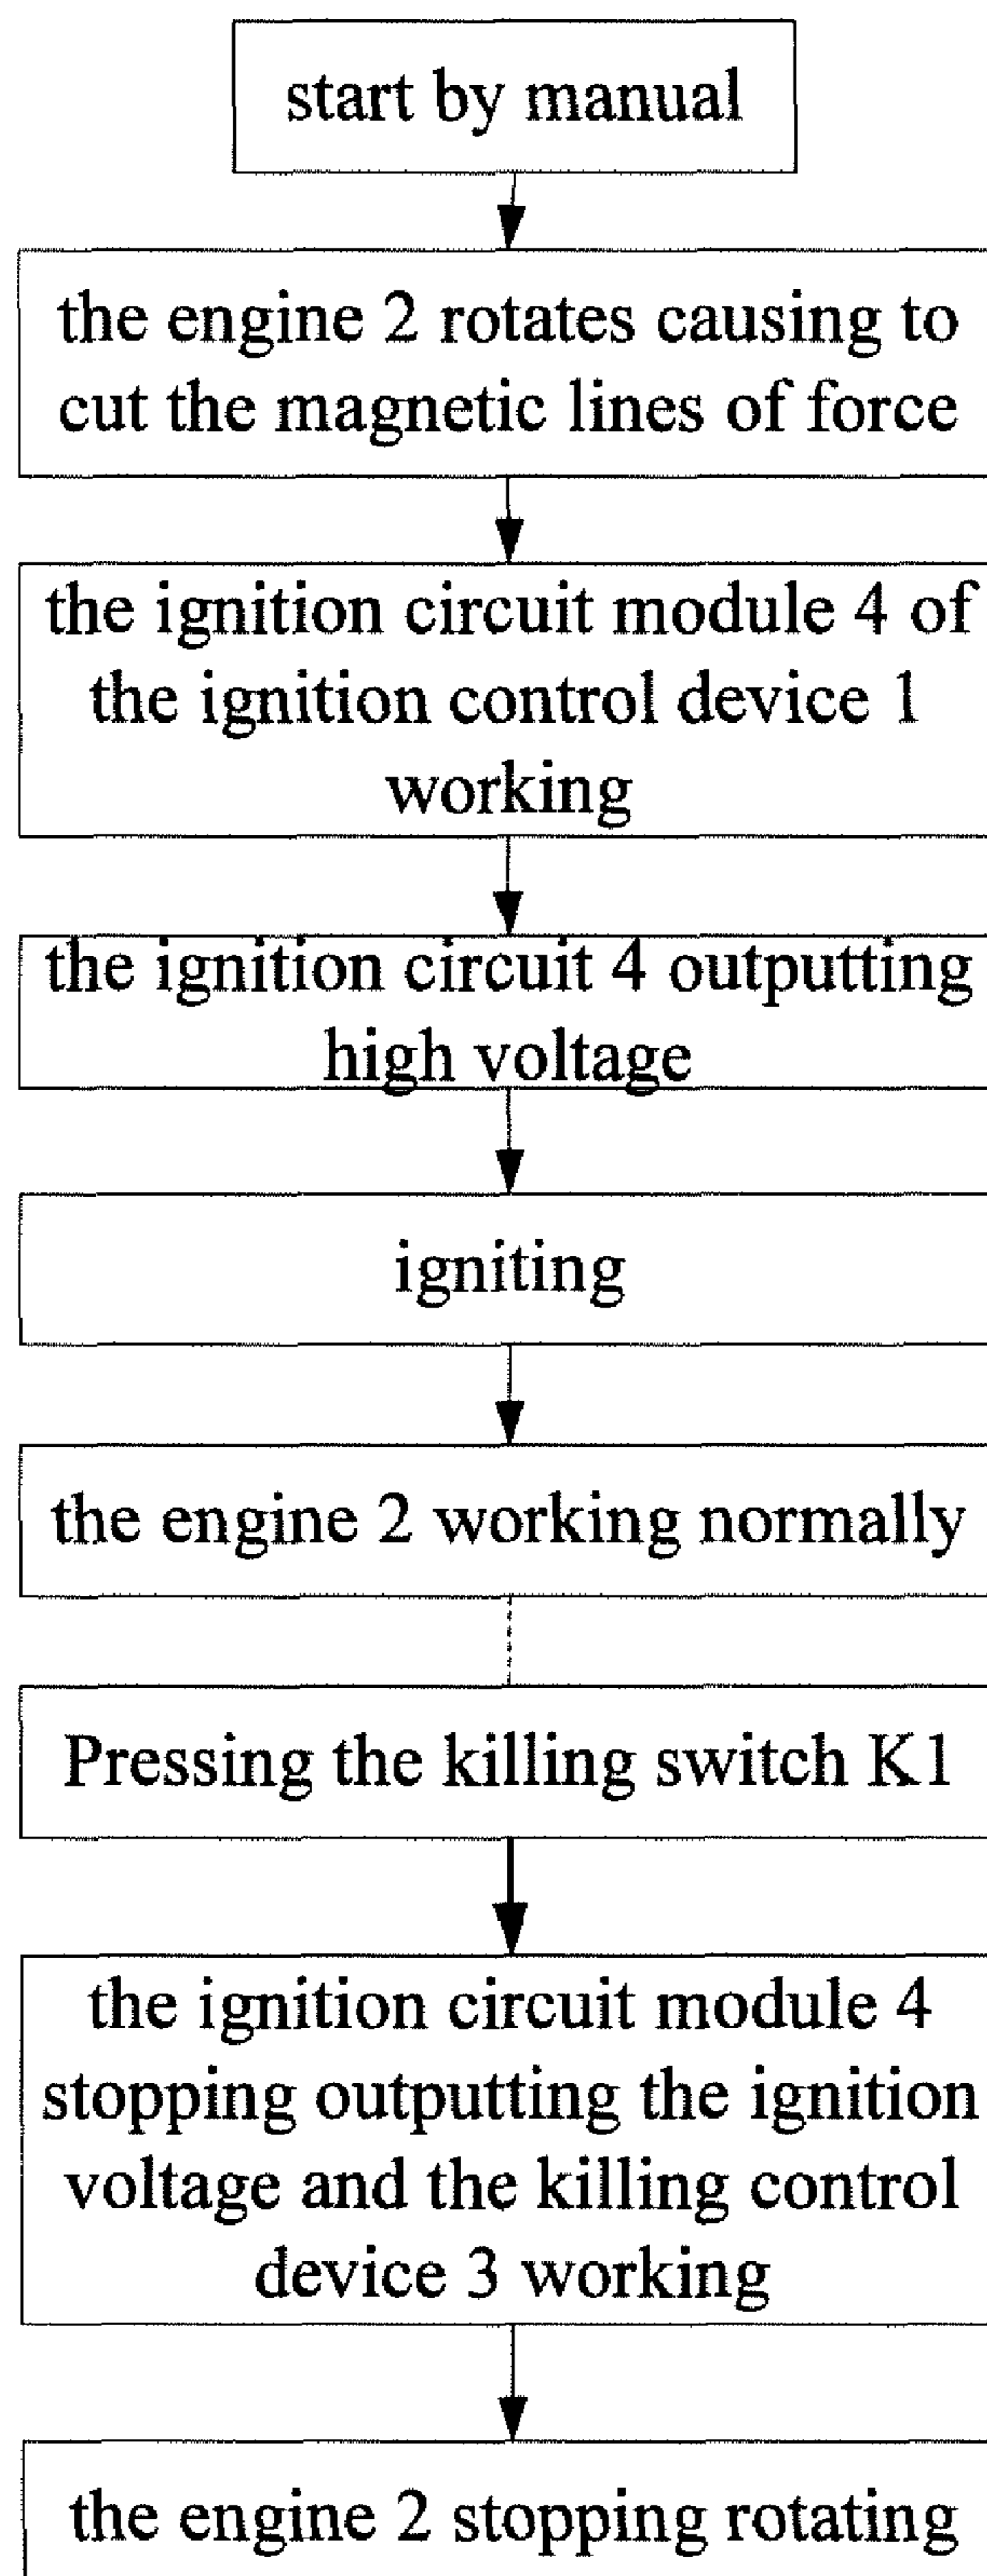 start by manual
the engine 2 rotates causing to
cut the magnetic lines of force
the ignition circuit module 4 of
the ignition control device 1
working
the ignition circuit 4 outputting
high voltage
igniting
the engine 2 working normally
Pressing the killing switch K1
the ignition circuit module 4
stopping outputting the ignition
voltage and the killing control
device 3 working
the engine 2 stopping rotating